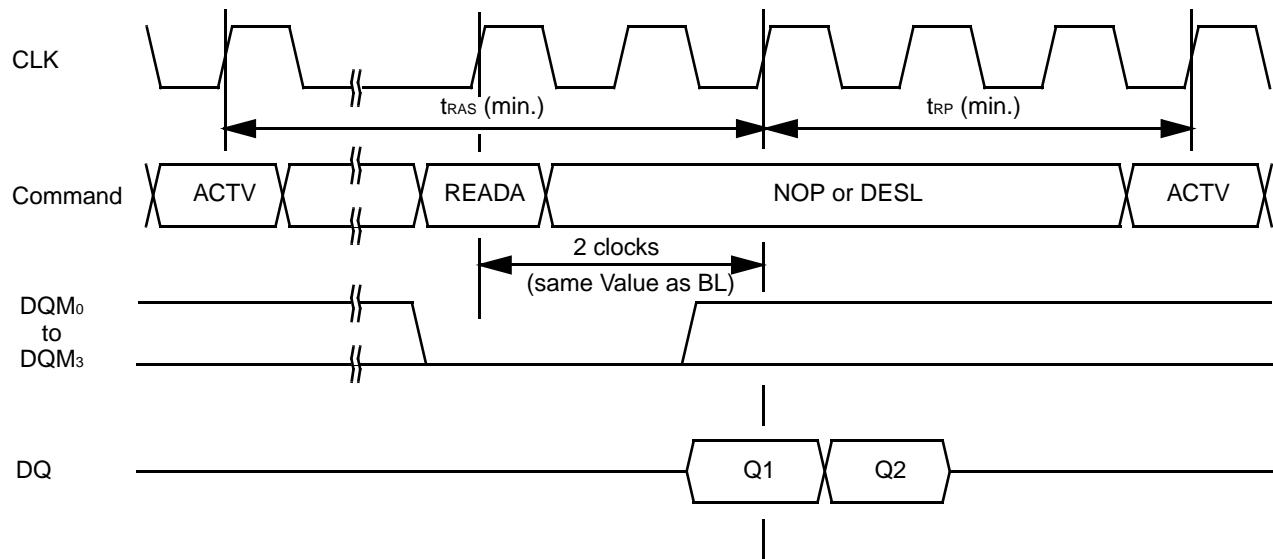 CLK
tRAS (min.)
tRP (min.)
Command
ACTV
READA
NOP or DESL
ACTV
2 clocks
(same Value as BL)
DQM0
to
DQM3
DQ
Q1
Q2